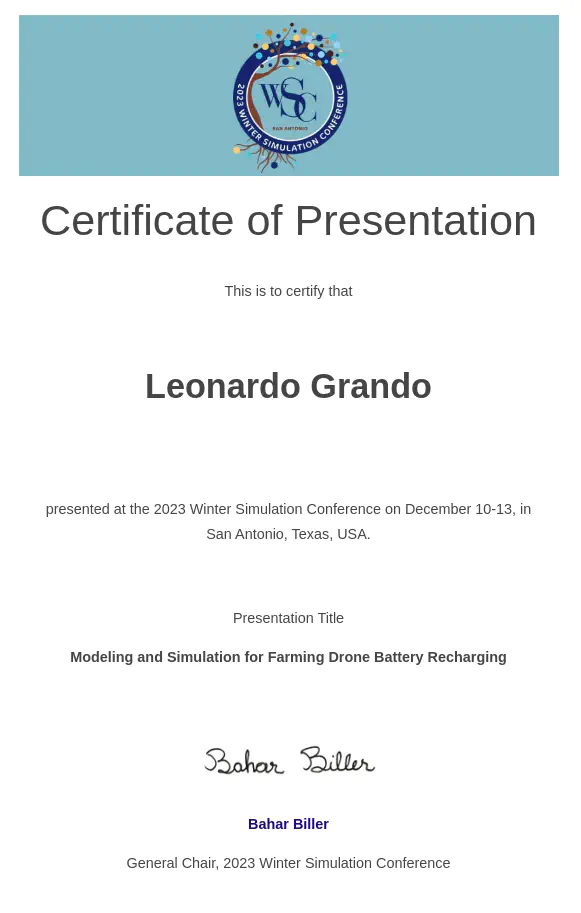 2023 WINTER SIMULATION CONFERENCE
WSC
SAN ANTONIO
Certificate of Presentation
This is to certify that
Leonardo Grando
presented at the 2023 Winter Simulation Conference on December 10-13, in
San Antonio, Texas, USA.
Presentation Title
Modeling and Simulation for Farming Drone Battery Recharging
Bahar Biller
Bahar Biller
General Chair, 2023 Winter Simulation Conference